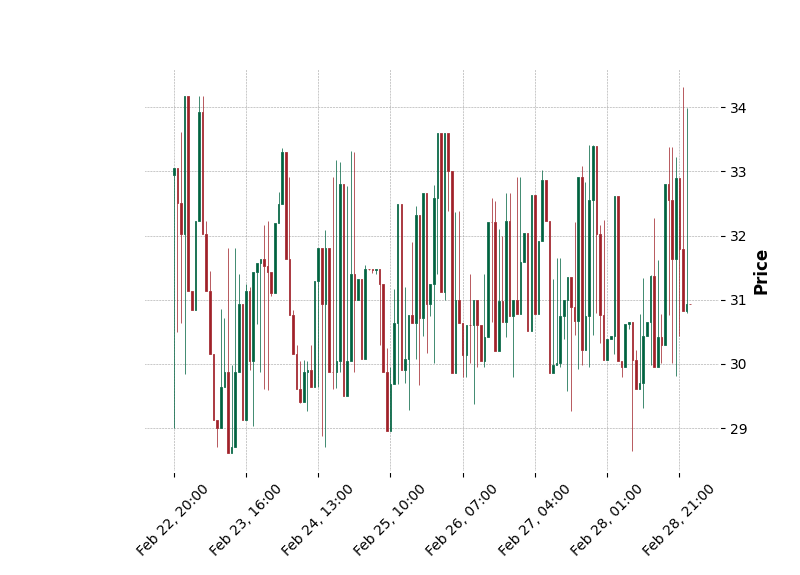 34
33
32
31
30
29
Price
Feb 22, 20:00
Feb 23, 16:00
Feb 24, 13:00
Feb 25, 10:00
Feb 26, 07:00
Feb 27, 04:00
Feb 28, 01:00
Feb 28, 21:00